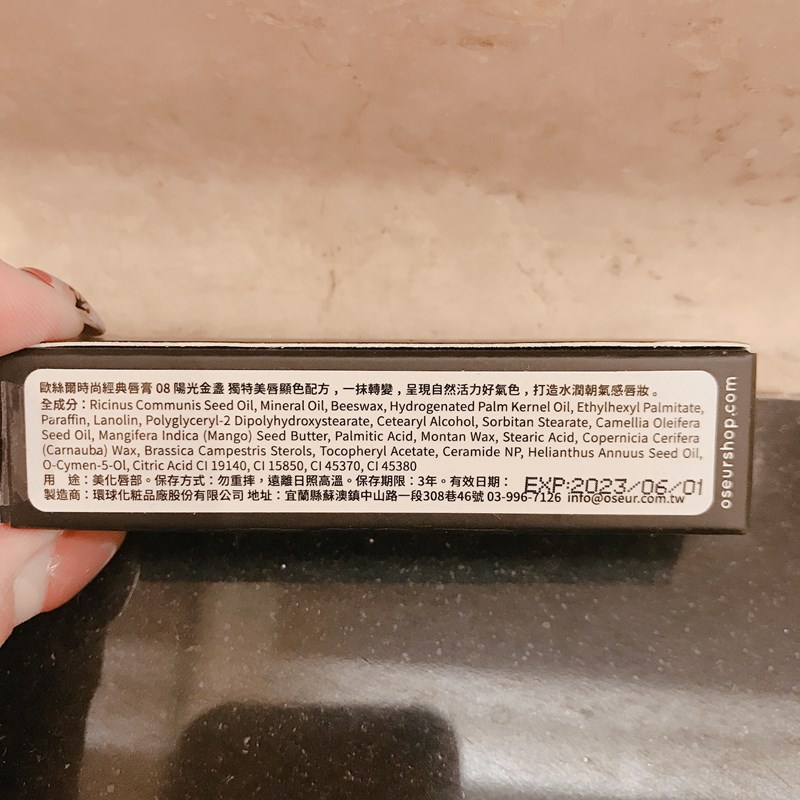 歐絲爾時尚經典唇膏 08 陽光金盞 獨特美唇顯色配方，一抹轉變，呈現自然活力好氣色，打造水潤朝氣感唇妝。
全成分：Ricinus Communis Seed Oil, Mineral Oil, Beeswax, Hydrogenated Palm Kernel Oil, Ethylhexyl Palmitate,
Paraffin, Lanolin, Polyglyceryl-2 Dipolyhydroxystearate, Cetearyl Alcohol, Sorbitan Stearate, Camellia Oleifera
Seed Oil, Mangifera Indica (Mango) Seed Butter, Palmitic Acid, Montan Wax, Stearic Acid, Copernicia Cerifera
(Carnauba) Wax, Brassica Campestris Sterols, Tocopheryl Acetate, Ceramide NP, Helianthus Annuus Seed Oil,
O-Cymen-5-Ol, Citric Acid CI 19140, CI 15850, CI 45370, CI 45380
用　途：美化唇部。保存方式：勿重摔，遠離日照高溫。保存期限：3年。有效日期： EXP:2023/06/01
製造商：環球化粧品廠股份有限公司 地址：宜蘭縣蘇澳鎮中山路一段308巷46號 03-996-7126 info@oseur.com.tw
oseurshop.com